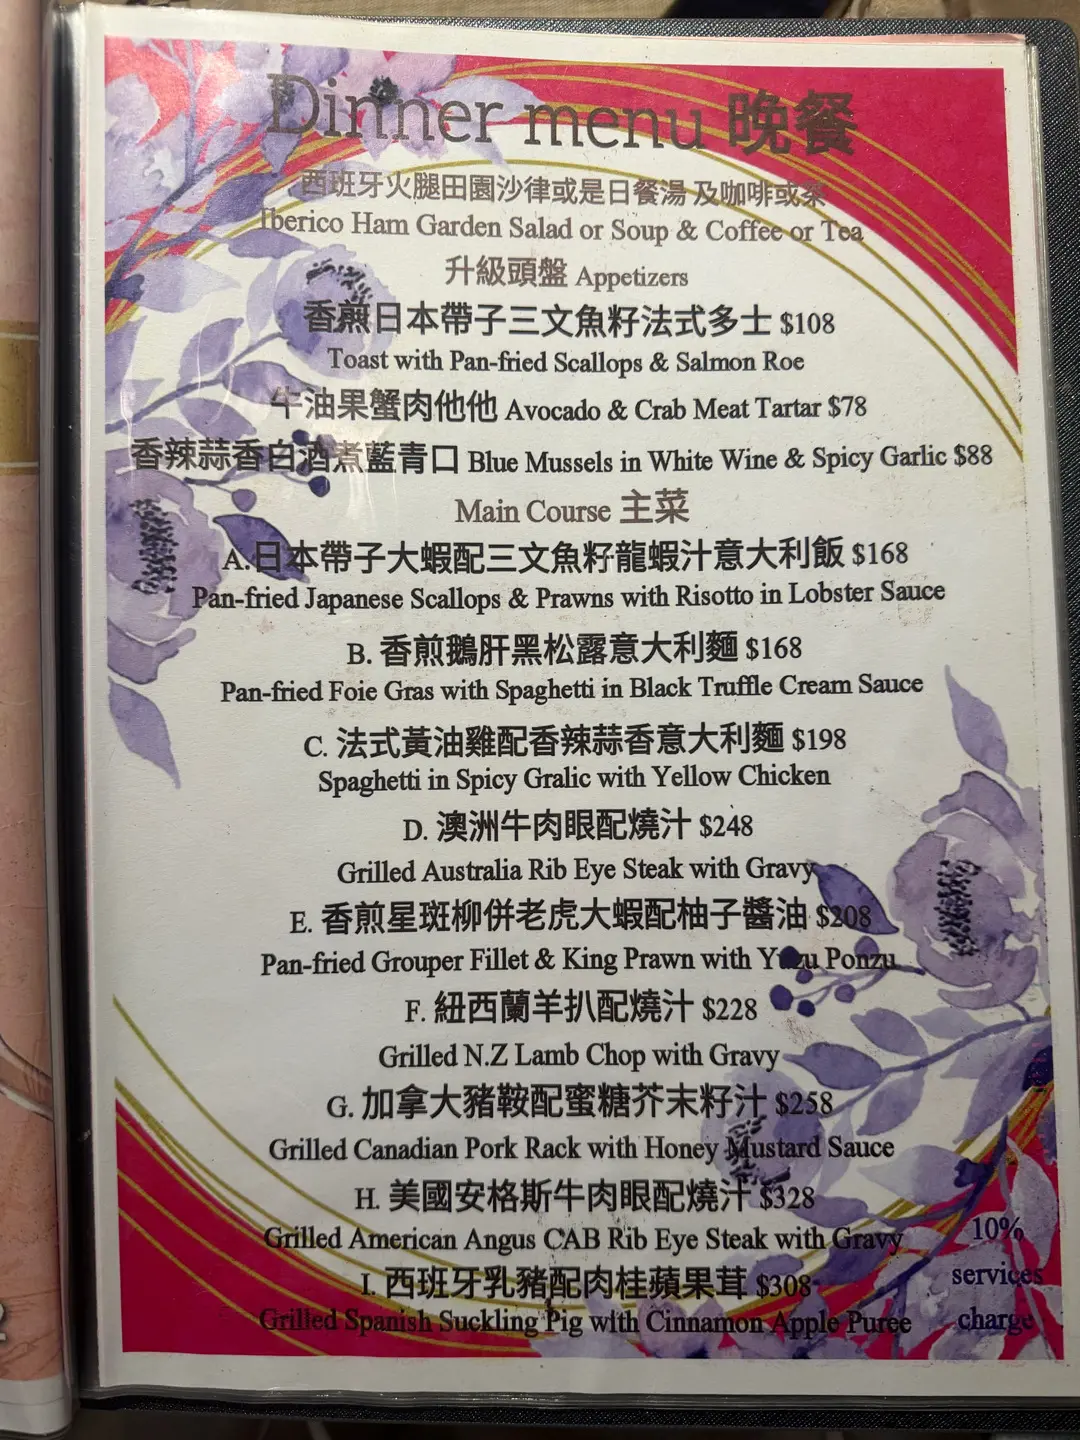 Dinner menu 晚餐
西班牙火腿田園沙律或是日餐湯 及咖啡或茶
Iberico Ham Garden Salad or Soup & Coffee or Tea
升級頭盤 Appetizers
香煎日本帶子三文魚籽法式多士 $108
Toast with Pan-fried Scallops & Salmon Roe
牛油果蟹肉他他 Avocado & Crab Meat Tartar $78
香辣蒜香白酒煮藍青口 Blue Mussels in White Wine & Spicy Garlic $88
Main Course 主菜
A.日本帶子大蝦配三文魚籽龍蝦汁意大利飯 $168
Pan-fried Japanese Scallops & Prawns with Risotto in Lobster Sauce
B. 香煎鵝肝黑松露意大利麵 $168
Pan-fried Foie Gras with Spaghetti in Black Truffle Cream Sauce
C. 法式黃油雞配香辣蒜香意大利麵 $198
Spaghetti in Spicy Gralic with Yellow Chicken
D. 澳洲牛肉眼配燒汁 $248
Grilled Australia Rib Eye Steak with Gravy
E. 香煎星斑柳併老虎大蝦配柚子醬油 $208
Pan-fried Grouper Fillet & King Prawn with Yuzu Ponzu
F. 紐西蘭羊扒配燒汁 $228
Grilled N.Z Lamb Chop with Gravy
G. 加拿大豬鞍配蜜糖芥末籽汁 $258
Grilled Canadian Pork Rack with Honey Mustard Sauce
H. 美國安格斯牛肉眼配燒汁 $328
Grilled American Angus CAB Rib Eye Steak with Gravy
I. 西班牙乳豬配肉桂蘋果茸 $308
Grilled Spanish Suckling Pig with Cinnamon Apple Puree
10%
services
charge